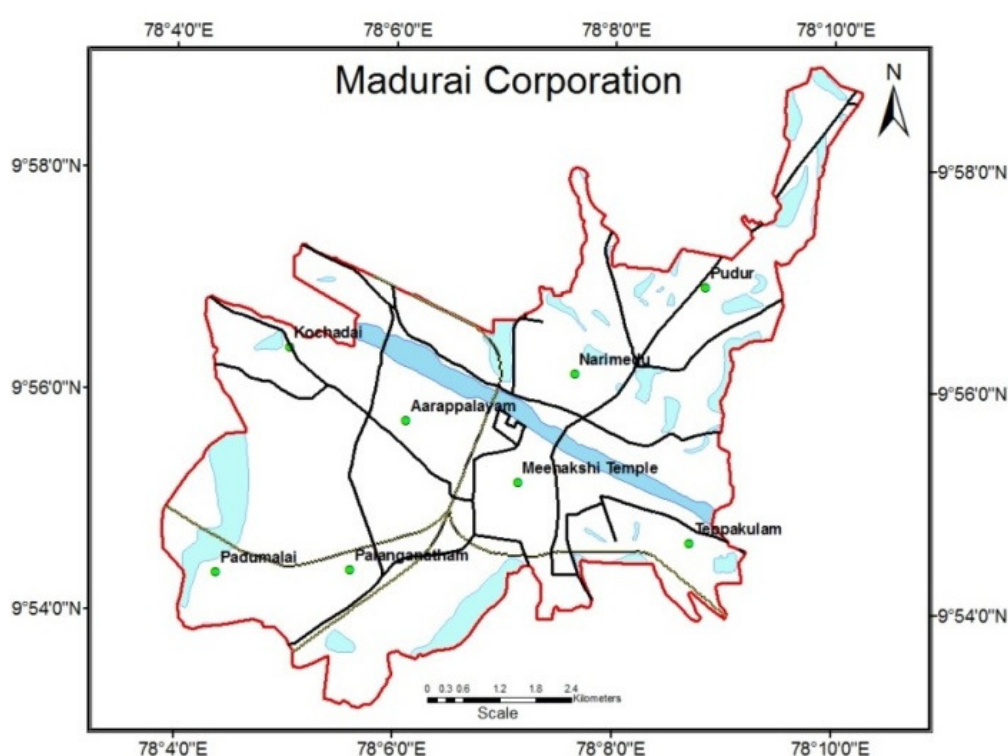 78°4'0"E 78°6'0"E 78°8'0"E 78°10'0"E
Madurai Corporation
N
9°58'0"N 9°58'0"N
Pudur
Kochadai
Narimedu
9°56'0"N 9°56'0"N
Aarappalayam
Meenakshi Temple
Teppakulam
Padumalai Palanganatham
9°54'0"N 9°54'0"N
0 0.3 0.6 1.2 1.8 2.4
Kilometers
Scale
78°4'0"E 78°6'0"E 78°8'0"E 78°10'0"E